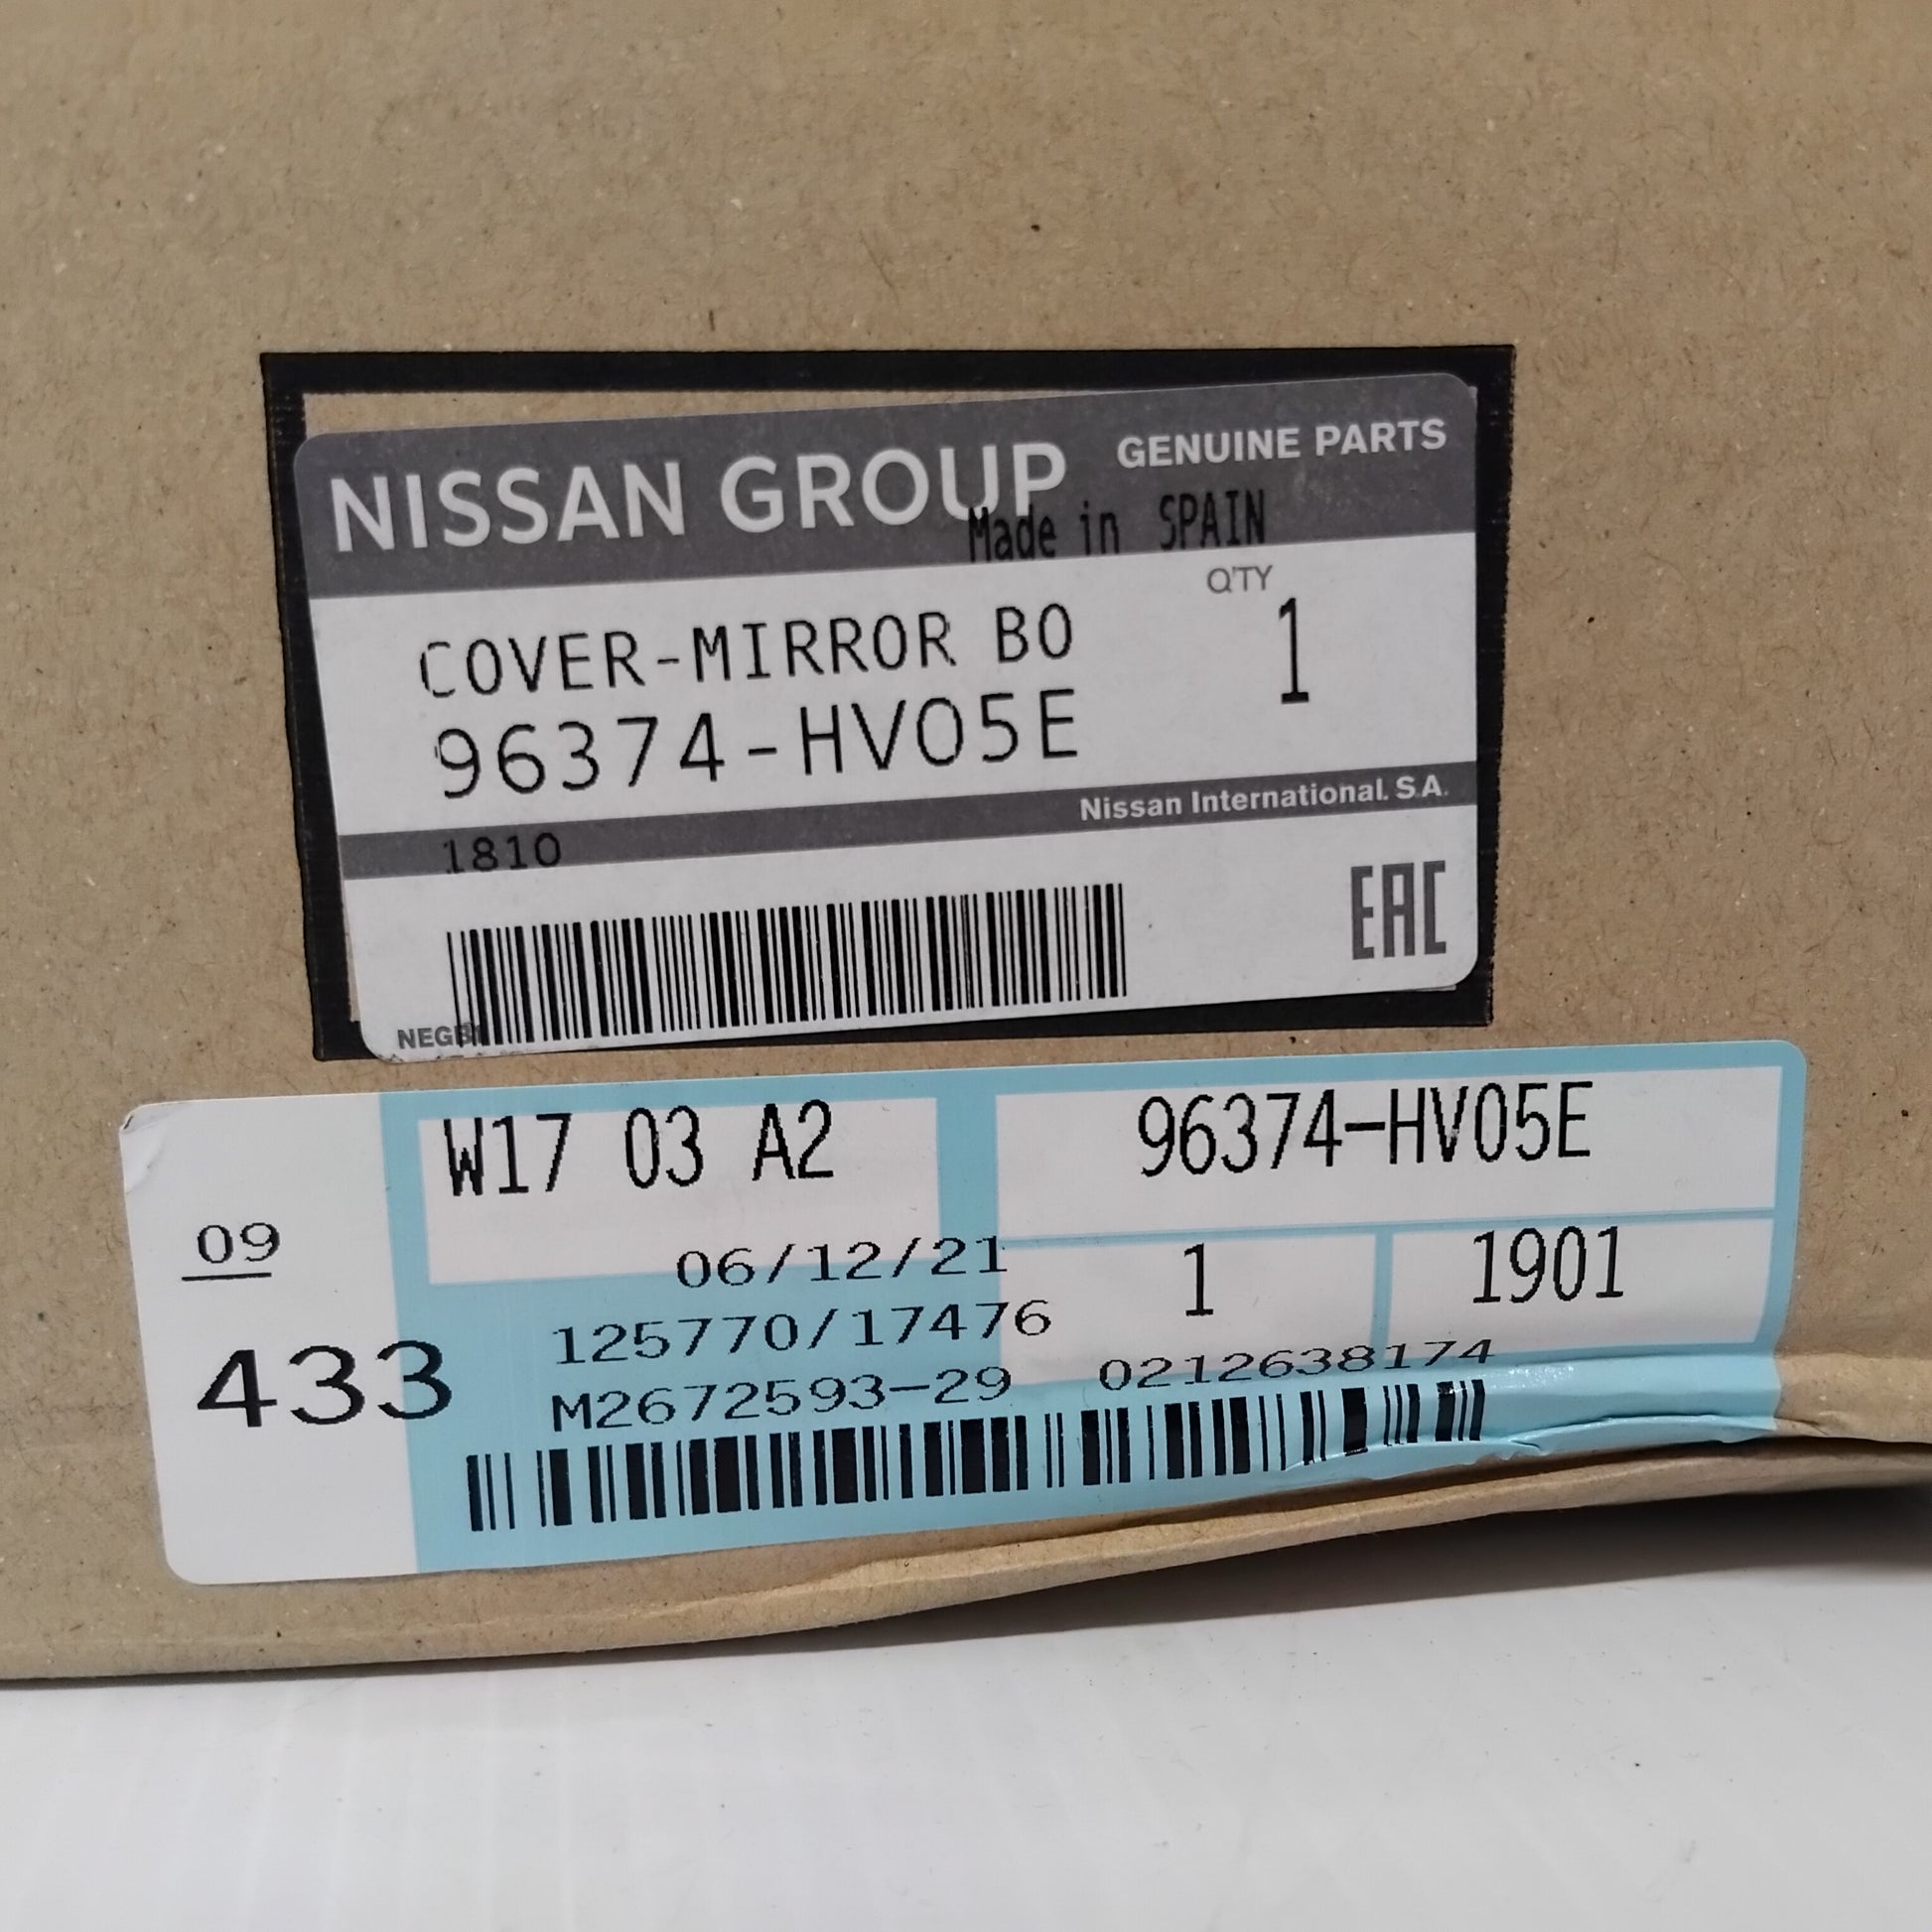 NISSAN GROUP GENUINE PARTS
Made in SPAIN
Q'TY
COVER-MIRROR BO 1
96374-HV05E
Nissan International. S.A.
1810
EAC
W17 03 A2 96374-HV05E
09
06/12/21 1 1901
433 125770/17476
M2672593-29 0212638174